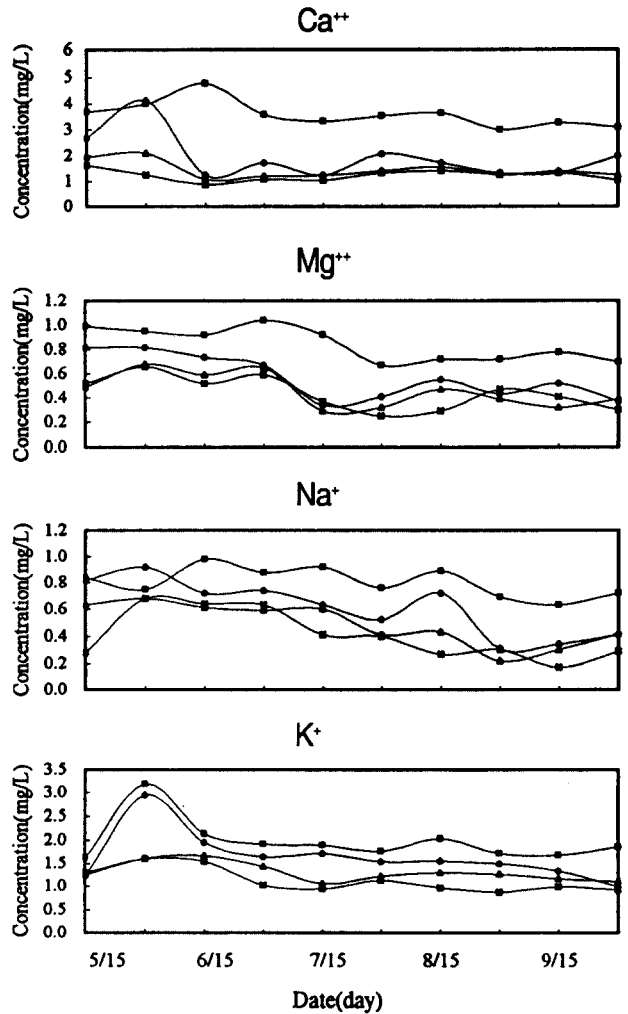 Ca++
Concentration(mg/L)
6
5
4
3
2
1
0
Mg++
Concentration(mg/L)
1.2
1.0
0.8
0.6
0.4
0.2
0.0
Na+
Concentration(mg/L)
1.2
1.0
0.8
0.6
0.4
0.2
0.0
K+
Concentration(mg/L)
3.5
3.0
2.5
2.0
1.5
1.0
0.5
0.0
5/15 6/15 7/15 8/15 9/15
Date(day)